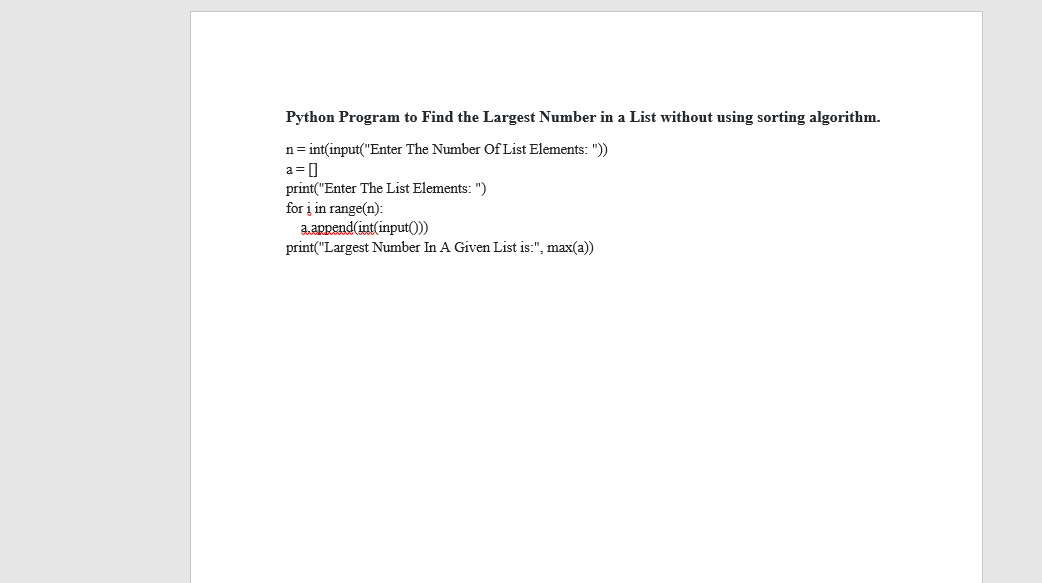 Python Program to Find the Largest Number in a List without using sorting algorithm.
n = int(input("Enter The Number Of List Elements: "))
a = []
print("Enter The List Elements: ")
for i in range(n):
    a.append(int(input()))
print("Largest Number In A Given List is:", max(a))